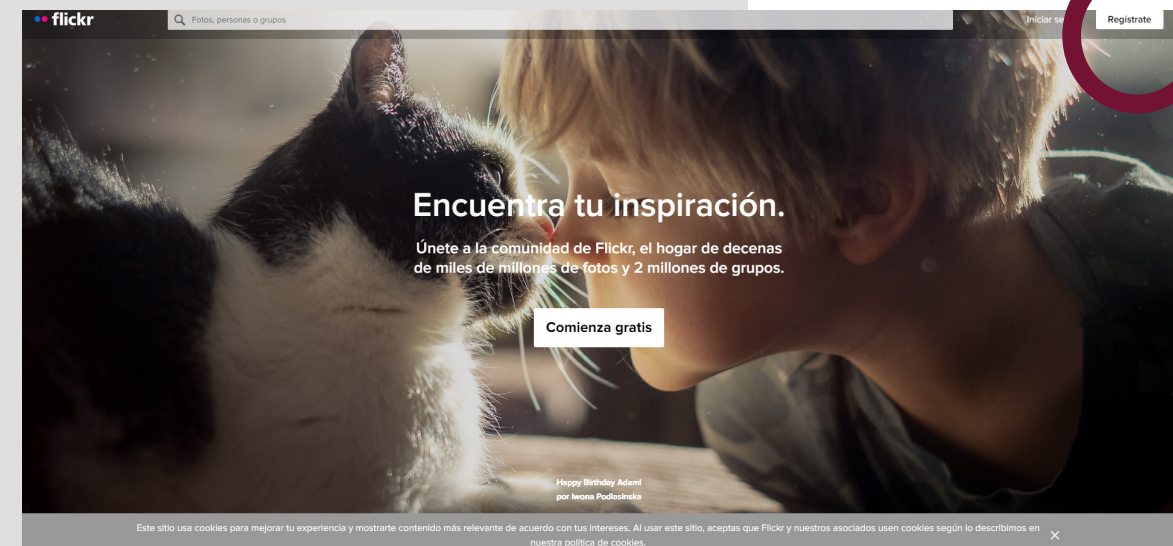 flickr
Fotos, personas o grupos
Iniciar se
Regístrate
Encuentra tu inspiración.
Únete a la comunidad de Flickr, el hogar de decenas
de miles de millones de fotos y 2 millones de grupos.
Comienza gratis
Happy Birthday Adam!
por Iwona Podlasinska
Este sitio usa cookies para mejorar tu experiencia y mostrarte contenido más relevante de acuerdo con tus intereses. Al usar este sitio, aceptas que Flickr y nuestros asociados usen cookies según lo describimos en
nuestra política de cookies.